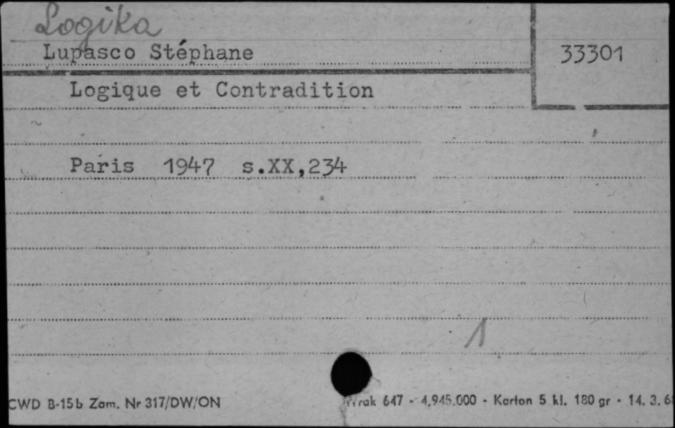 Logika
Lupasco Stéphane
33301
Logique et Contradition
Paris 1947 s.XX,234
1
CWD B-15b Zam. Nr 317/DW/ON
647 - 4.945.000 - Karton 5 kl. 180 gr - 14. 3. 6